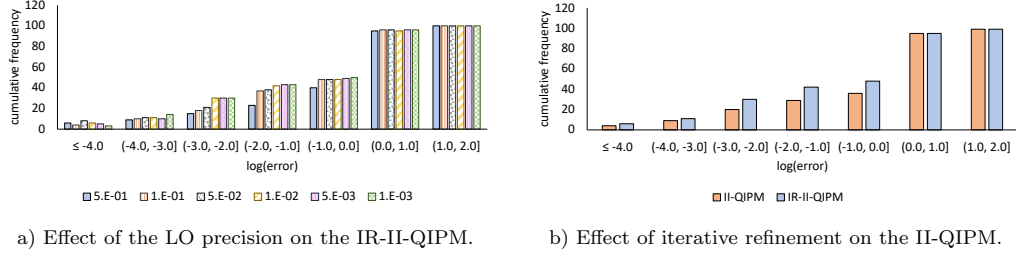 120
100
80
60
40
20
0
cumulative frequency
≤ -4.0 (-4.0, -3.0] (-3.0, -2.0] (-2.0, -1.0] (-1.0, 0.0] (0.0, 1.0] (1.0, 2.0]
log(error)
5.E-01 1.E-01 5.E-02 1.E-02 5.E-03 1.E-03
a) Effect of the LO precision on the IR-II-QIPM.
120
100
80
60
40
20
0
cumulative frequency
≤ -4.0 (-4.0, -3.0] (-3.0, -2.0] (-2.0, -1.0] (-1.0, 0.0] (0.0, 1.0] (1.0, 2.0]
log(error)
II-QIPM IR-II-QIPM
b) Effect of iterative refinement on the II-QIPM.